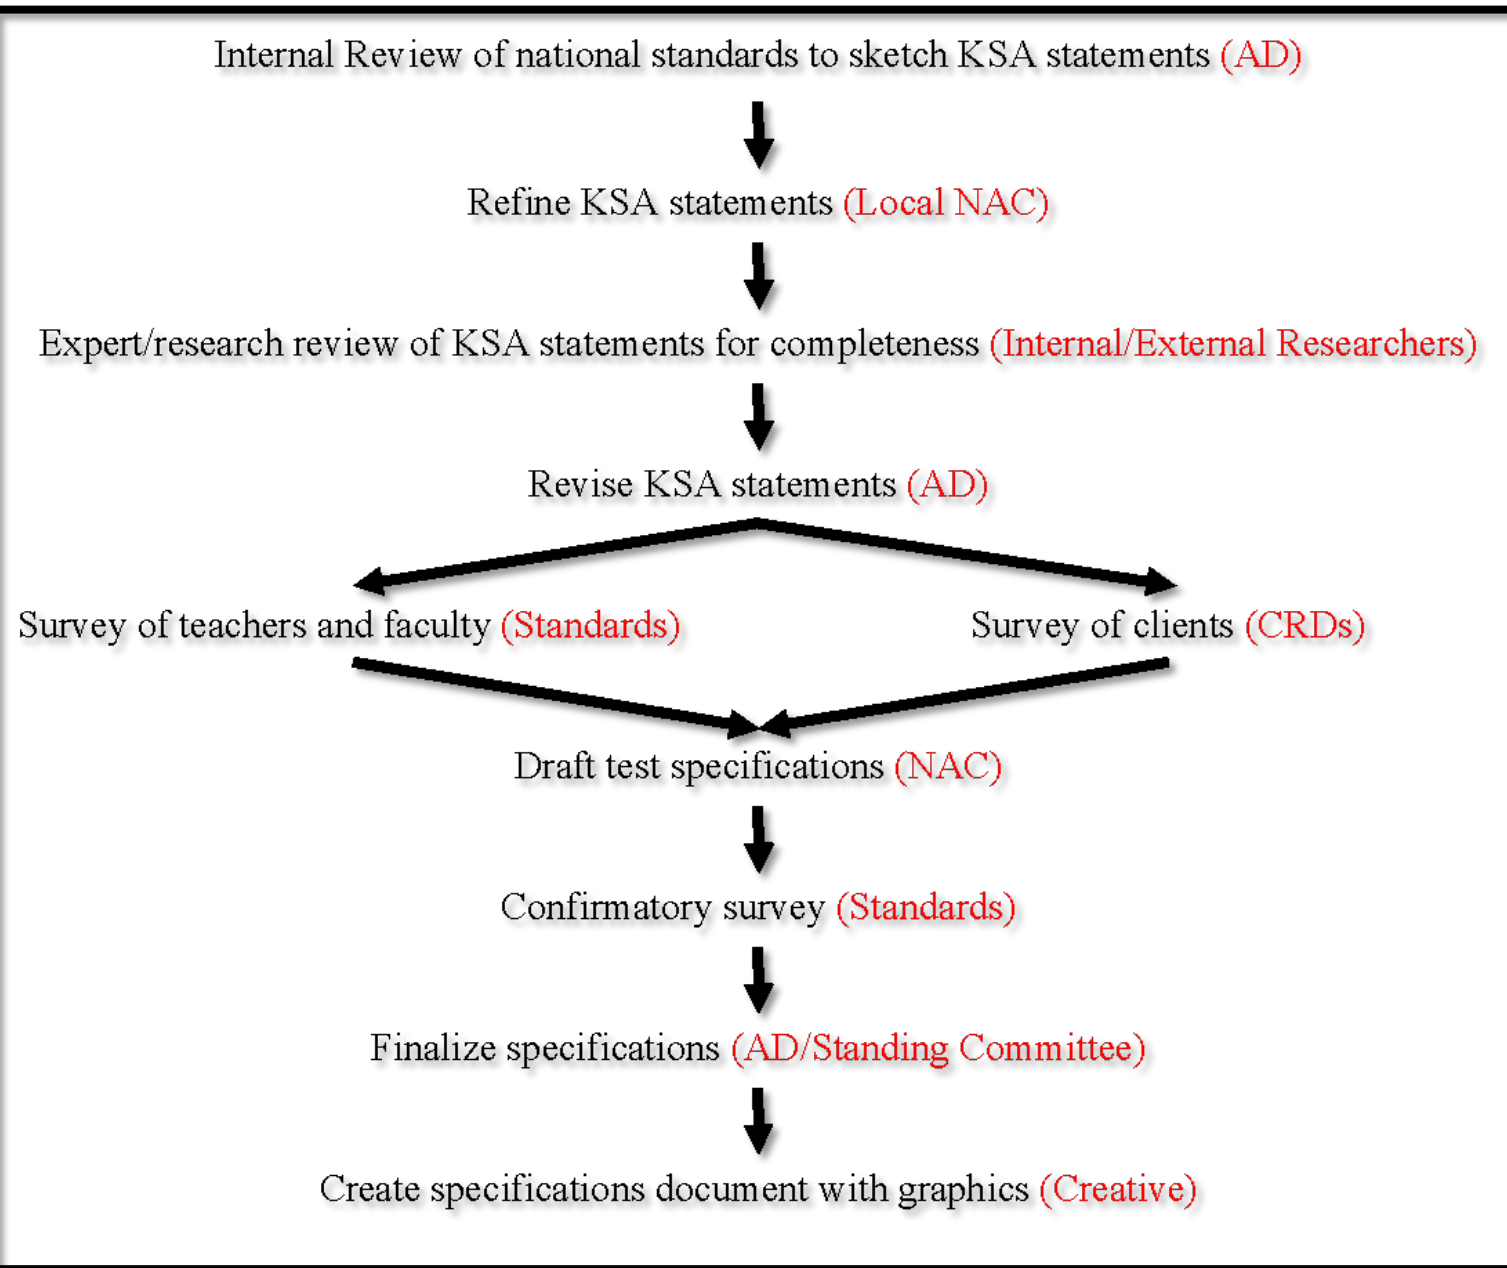 Internal Review of national standards to sketch KSA statements (AD)
Refine KSA statements (Local NAC)
Expert/research review of KSA statements for completeness (Internal/External Researchers)
Revise KSA statements (AD)
Survey of teachers and faculty (Standards)
Survey of clients (CRDs)
Draft test specifications (NAC)
Confirmatory survey (Standards)
Finalize specifications (AD/Standing Committee)
Create specifications document with graphics (Creative)